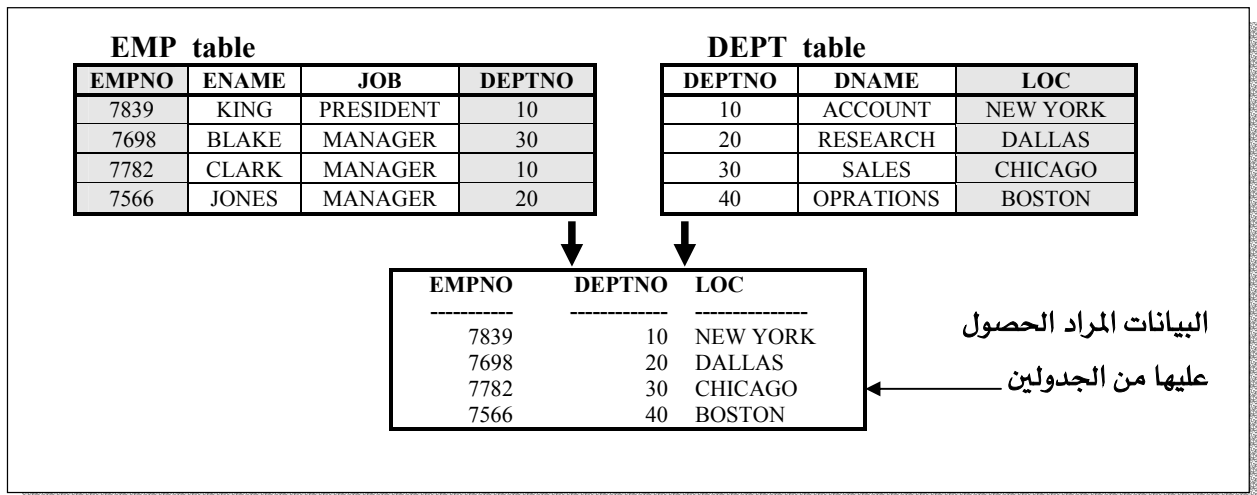 EMP table
EMPNO ENAME JOB DEPTNO
7839 KING PRESIDENT 10
7698 BLAKE MANAGER 30
7782 CLARK MANAGER 10
7566 JONES MANAGER 20
DEPT table
DEPTNO DNAME LOC
10 ACCOUNT NEW YORK
20 RESEARCH DALLAS
30 SALES CHICAGO
40 OPRATIONS BOSTON
EMPNO DEPTNO LOC
----------- ------------- ---------------
7839 10 NEW YORK
7698 20 DALLAS
7782 30 CHICAGO
7566 40 BOSTON
البيانات المراد الحصول
عليها من الجدولين